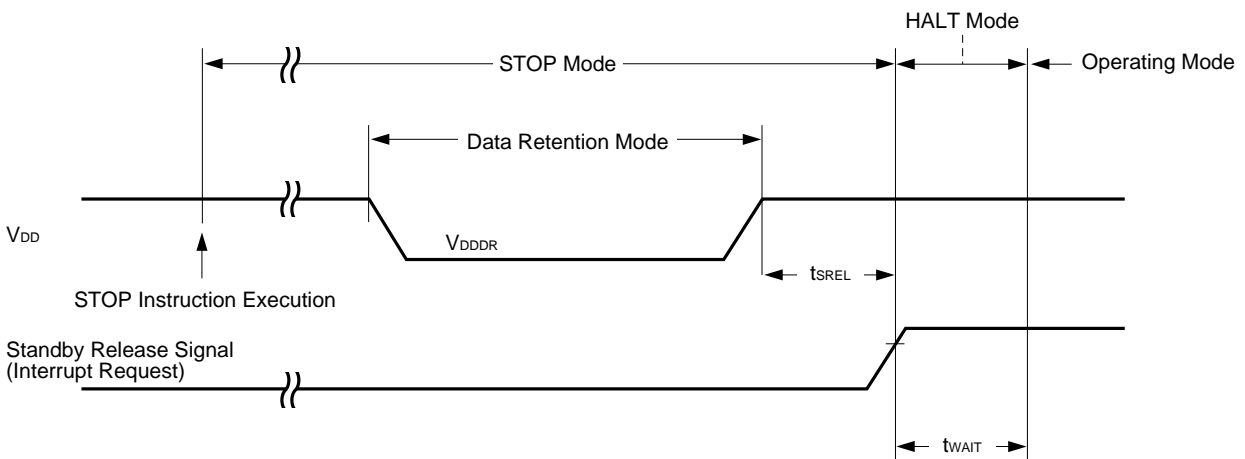 HALT Mode
STOP Mode
Operating Mode
Data Retention Mode
VDD
VDDDR
tSREL
STOP Instruction Execution
Standby Release Signal
(Interrupt Request)
tWAIT